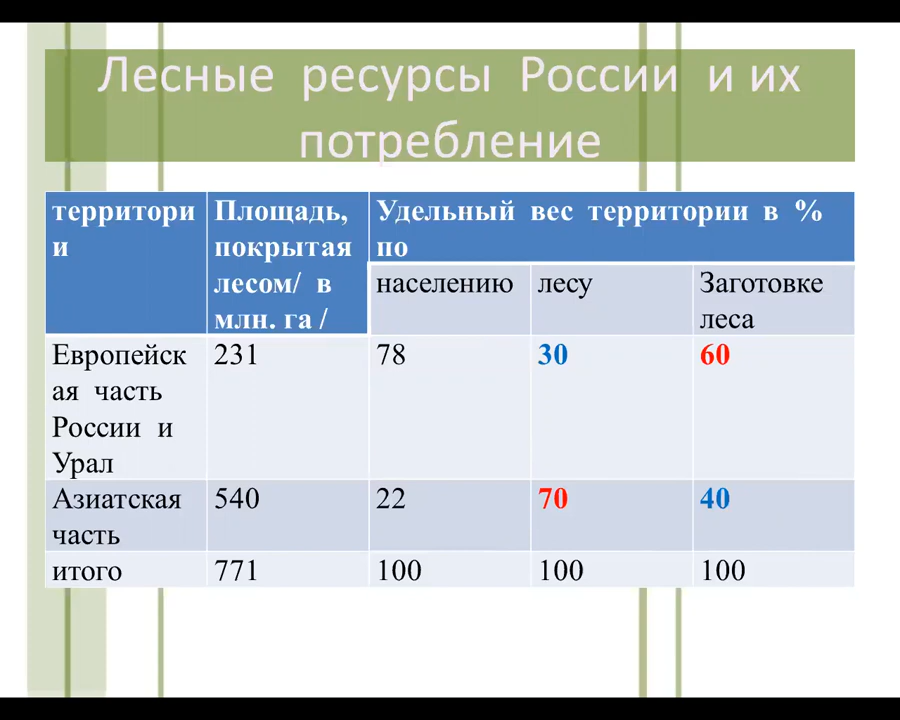 Лесные ресурсы России и их
потребление
территори
и
Площадь,
покрытая
лесом/ в
млн. га /
Удельный вес территории в %
по
населению
лесу
Заготовке
леса
Европейск
ая часть
России и
Урал
231
78
30
60
Азиатская
часть
540
22
70
40
итого
771
100
100
100